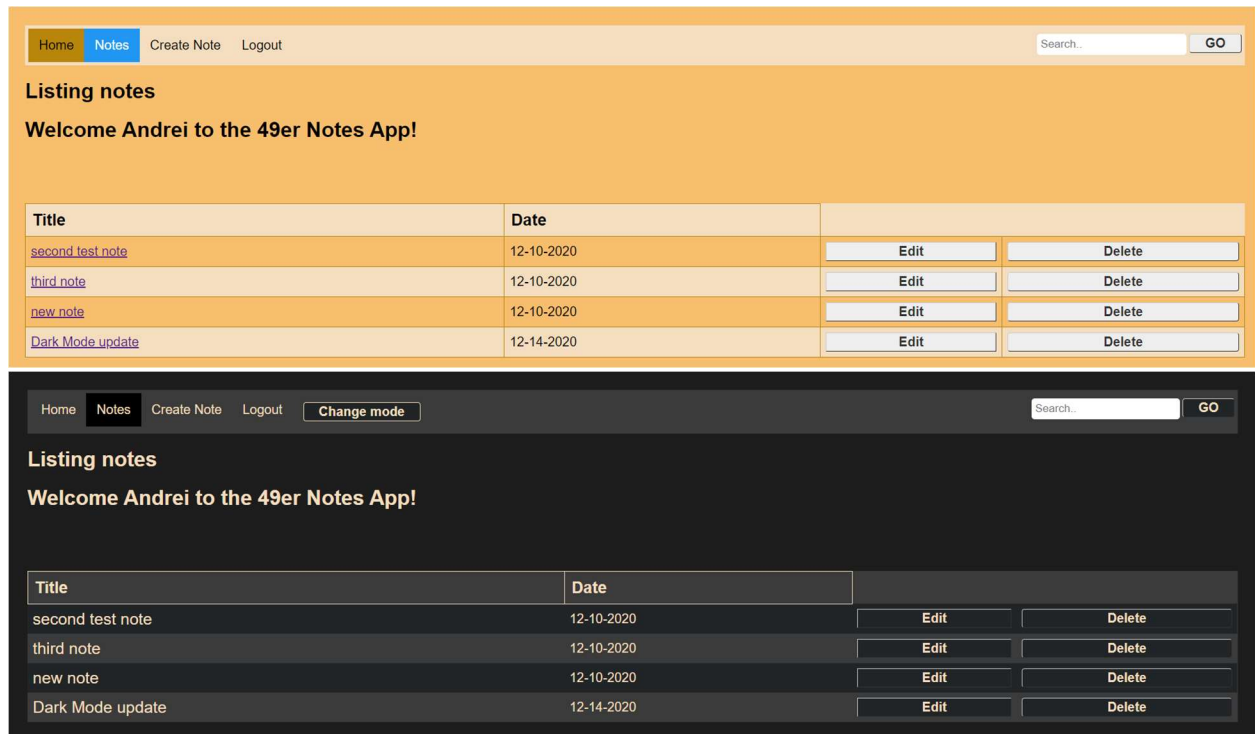 Home Notes Create Note Logout Search.. GO
Listing notes
Welcome Andrei to the 49er Notes App!
Title Date
second test note 12-10-2020 Edit Delete
third note 12-10-2020 Edit Delete
new note 12-10-2020 Edit Delete
Dark Mode update 12-14-2020 Edit Delete
Home Notes Create Note Logout Change mode Search.. GO
Listing notes
Welcome Andrei to the 49er Notes App!
Title Date
second test note 12-10-2020 Edit Delete
third note 12-10-2020 Edit Delete
new note 12-10-2020 Edit Delete
Dark Mode update 12-14-2020 Edit Delete